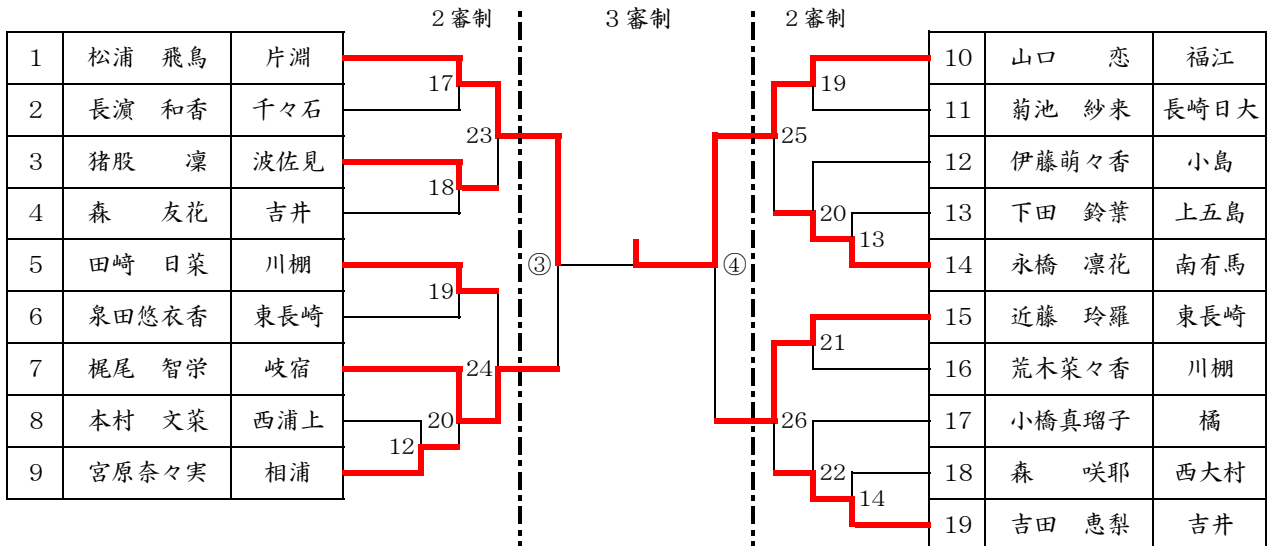 2審制 3審制 2審制
1 松浦 飛鳥 片淵
2 長濵 和香 千々石
3 猪股 凜 波佐見
4 森 友花 吉井
5 田﨑 日菜 川棚
6 泉田悠衣香 東長崎
7 梶尾 智栄 岐宿
8 本村 文菜 西浦上
9 宮原奈々実 相浦
17
18
19
20
12
23
24
③
④
25
26
19
20
13
21
22
14
10 山口 恋 福江
11 菊池 紗来 長崎日大
12 伊藤萌々香 小島
13 下田 鈴葉 上五島
14 永橋 凛花 南有馬
15 近藤 玲羅 東長崎
16 荒木菜々香 川棚
17 小橋真瑠子 橘
18 森 咲耶 西大村
19 吉田 恵梨 吉井